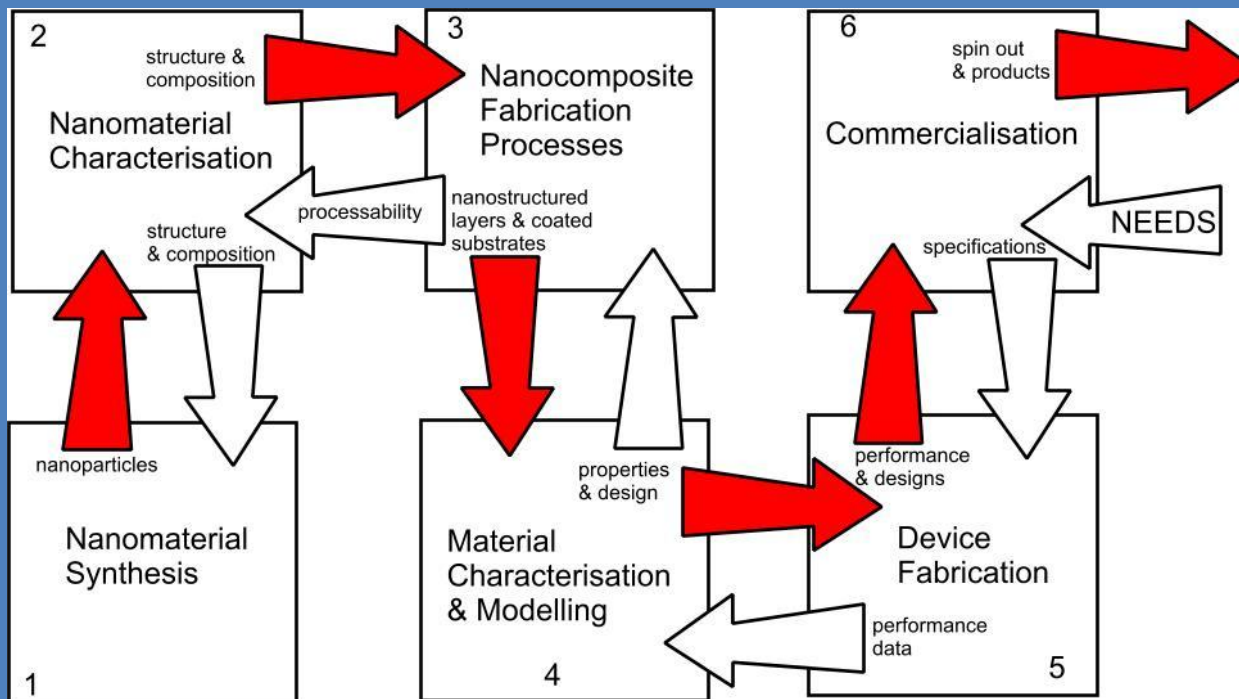 2
structure &
composition
Nanomaterial
Characterisation
structure
& composition
processability
3
Nanocomposite
Fabrication
Processes
nanostructured
layers & coated
substrates
6
spin out
& products
Commercialisation
NEEDS
specifications
nanoparticles
Nanomaterial
Synthesis
1
properties
& design
Material
Characterisation
& Modelling
4
performance
& designs
Device
Fabrication
performance
data
5